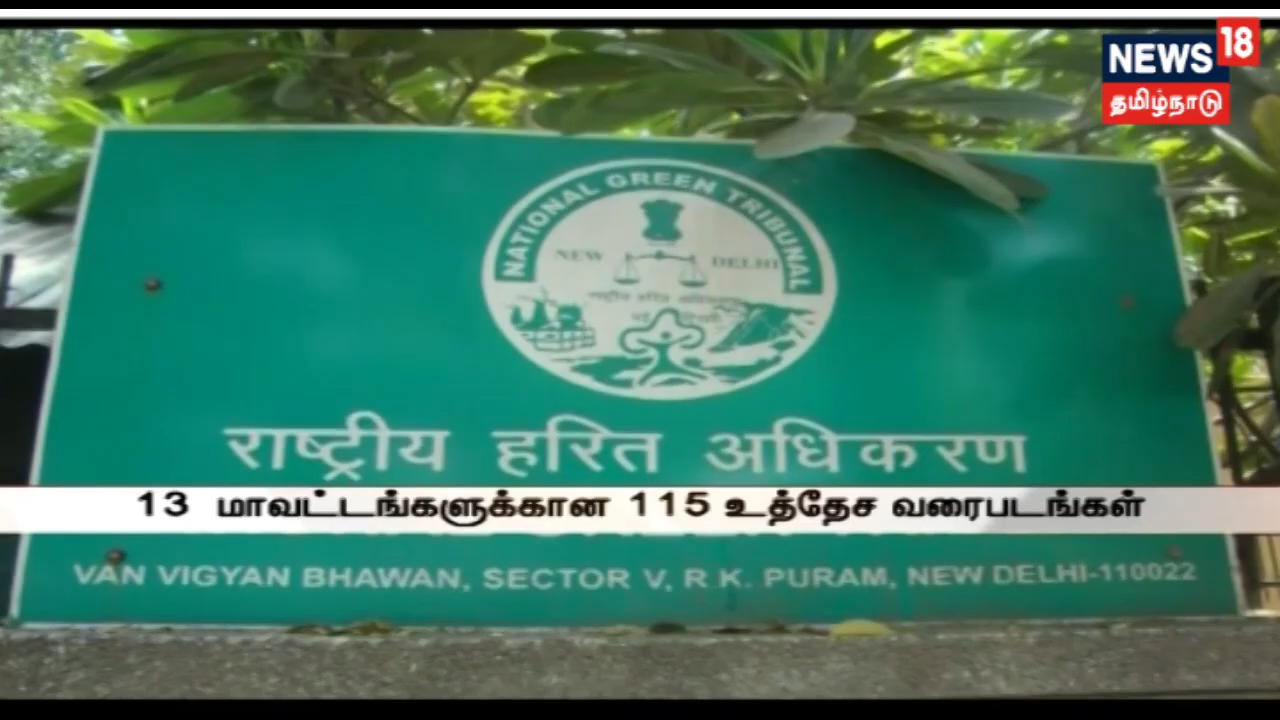 NEWS 18
தமிழ்நாடு
NATIONAL GREEN TRIBUNAL
NEW DELHI
राष्ट्रीय हरित अधिकरण
13 மாவட்டங்களுக்கான 115 உத்தேச வரைபடங்கள்
VAN VIGYAN BHAWAN, SECTOR V, R.K. PURAM, NEW DELHI-110022